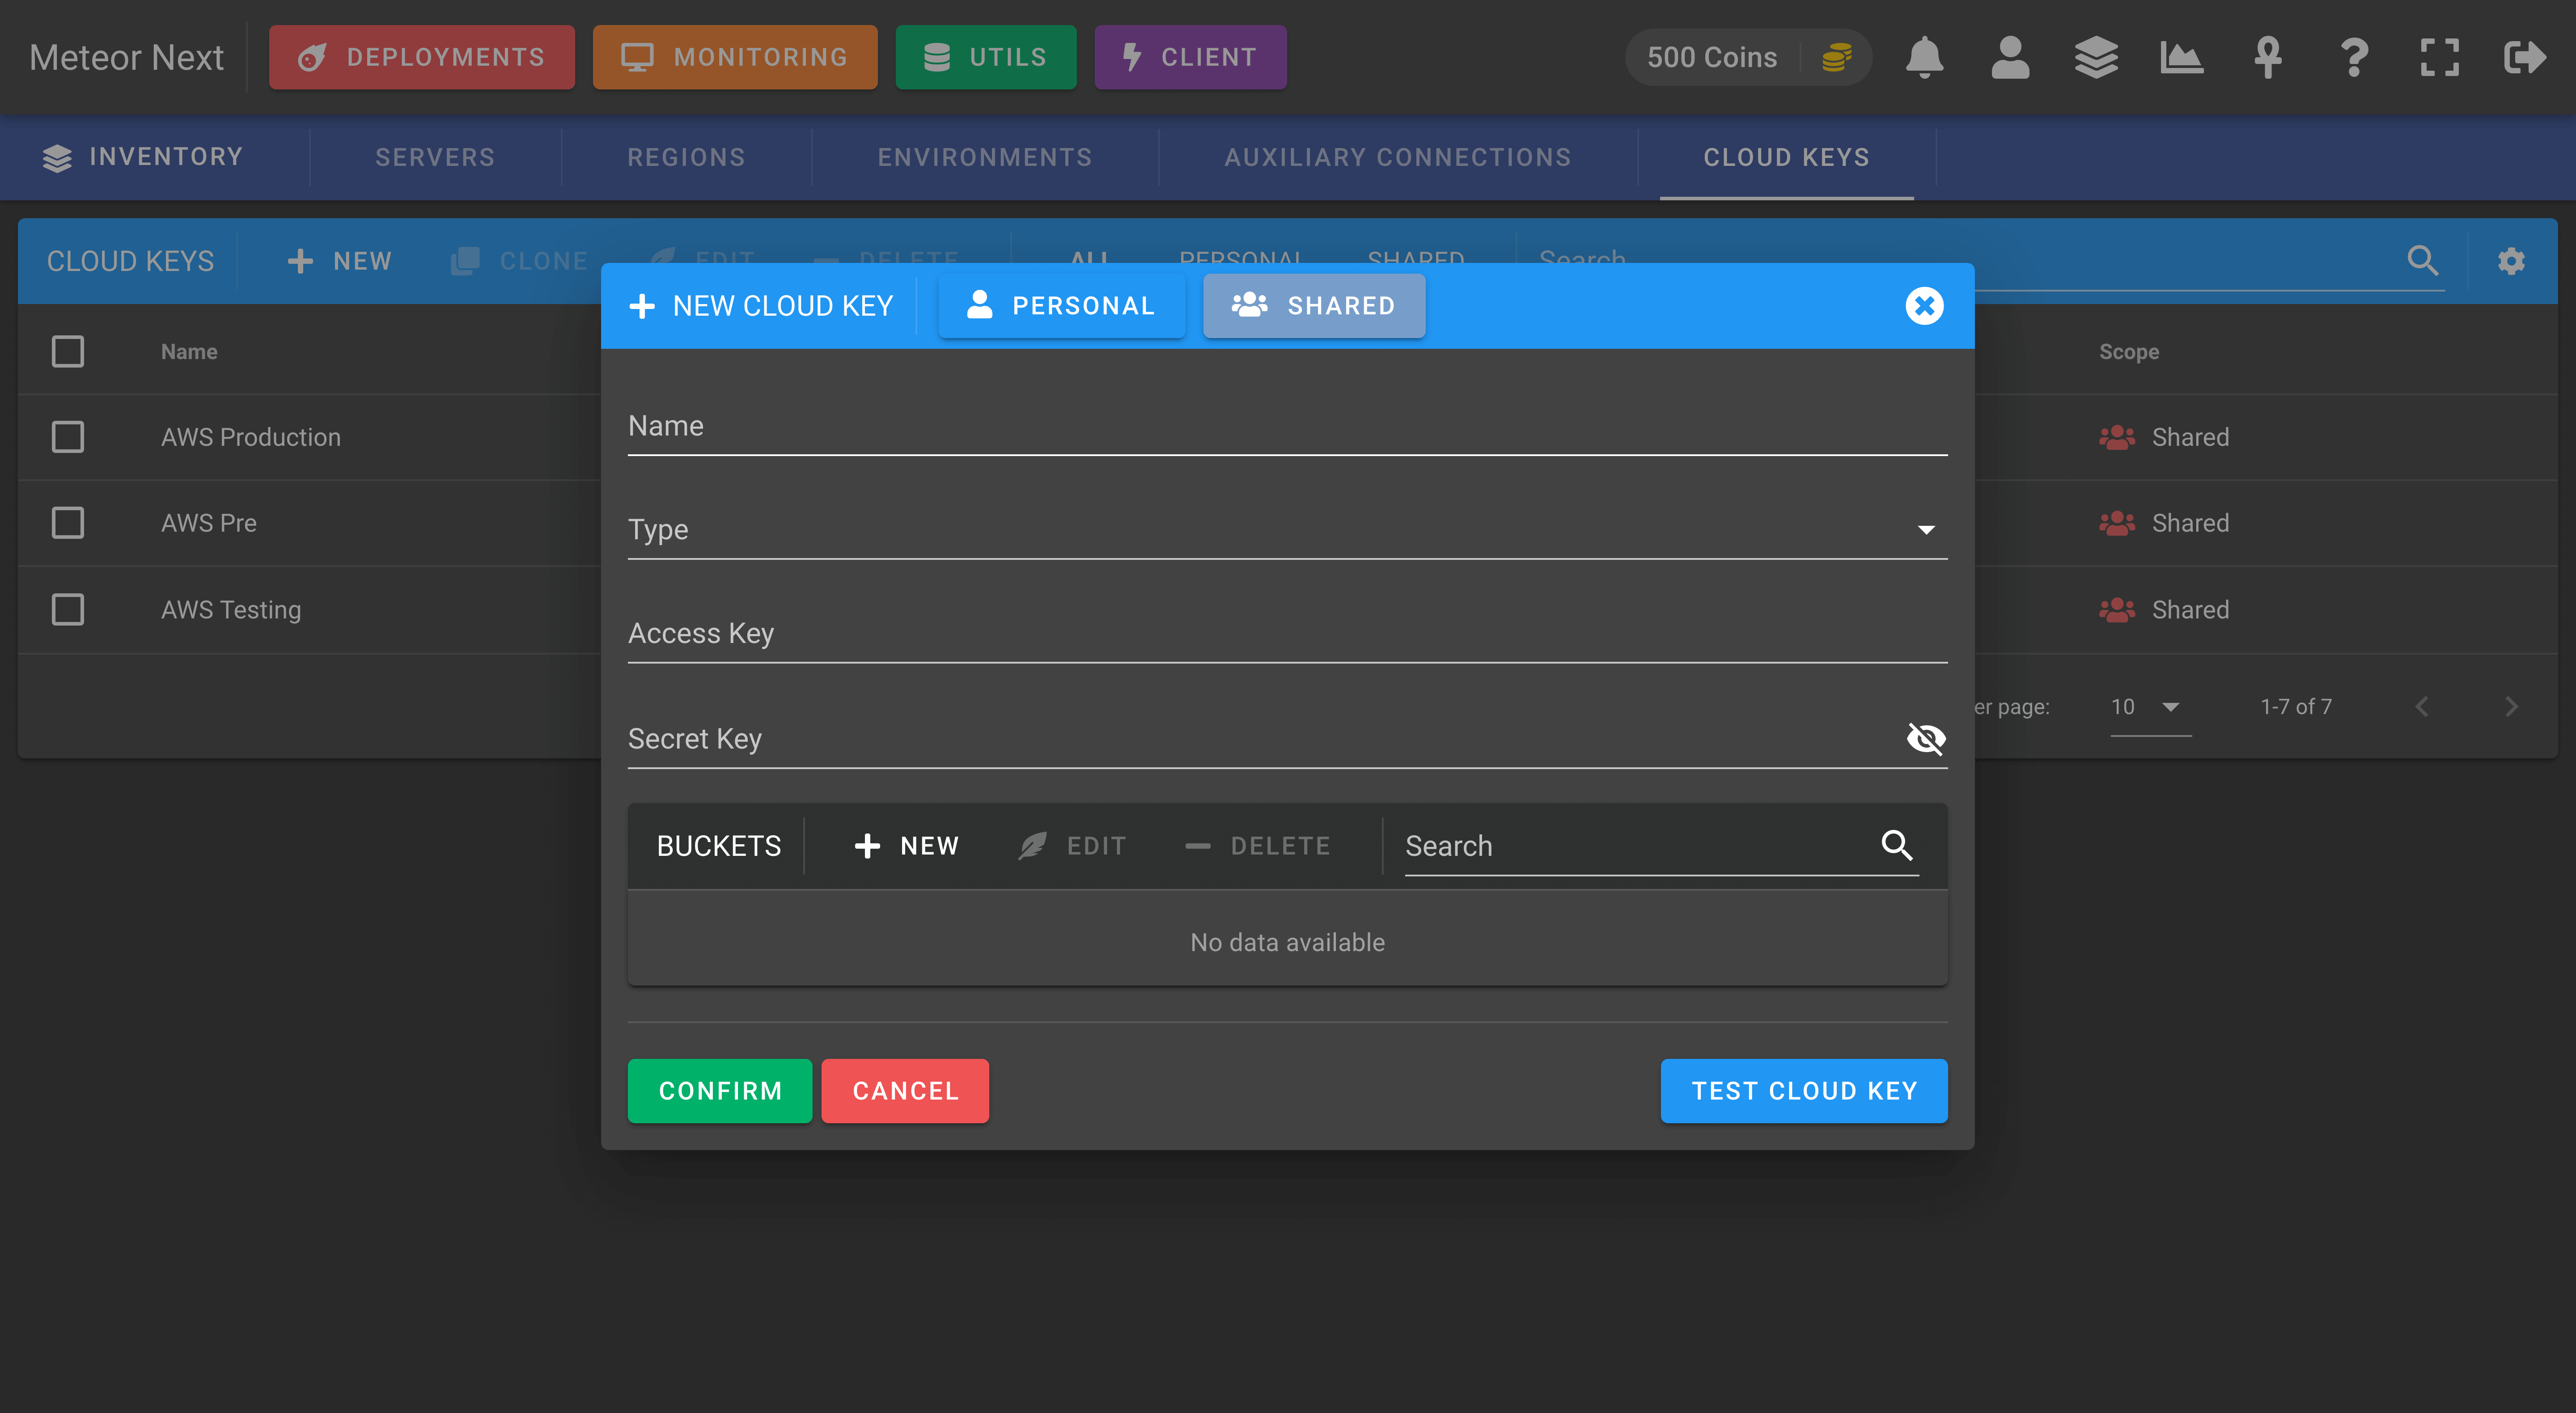 Meteor Next
DEPLOYMENTS
MONITORING
UTILS
CLIENT
500 Coins
INVENTORY
SERVERS
REGIONS
ENVIRONMENTS
AUXILIARY CONNECTIONS
CLOUD KEYS
CLOUD KEYS
NEW
CLONE
EDIT
DELETE
ALL
PERSONAL
SHARED
Search
NEW CLOUD KEY
PERSONAL
SHARED
Name
Scope
AWS Production
Shared
AWS Pre
Shared
AWS Testing
Shared
er page:
10
1-7 of 7
Name
Type
Access Key
Secret Key
BUCKETS
NEW
EDIT
DELETE
Search
No data available
CONFIRM
CANCEL
TEST CLOUD KEY